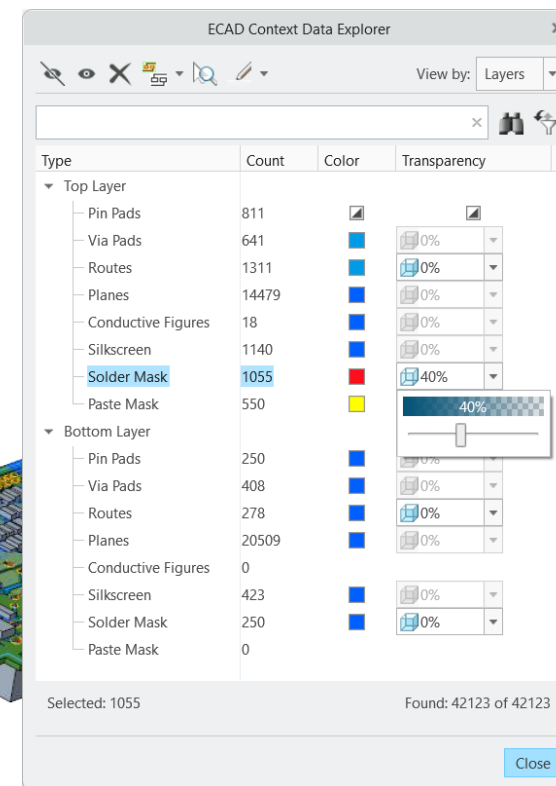 ECAD Context Data Explorer
View by: Layers
Type Count Color Transparency
Top Layer
Pin Pads 811
Via Pads 641 0%
Routes 1311 0%
Planes 14479 0%
Conductive Figures 18 0%
Silkscreen 1140 0%
Solder Mask 1055 40%
Paste Mask 550 40%
Bottom Layer
Pin Pads 250 0%
Via Pads 408 0%
Routes 278 0%
Planes 20509 0%
Conductive Figures 0
Silkscreen 423 0%
Solder Mask 250 0%
Paste Mask 0
Selected: 1055 Found: 42123 of 42123
Close